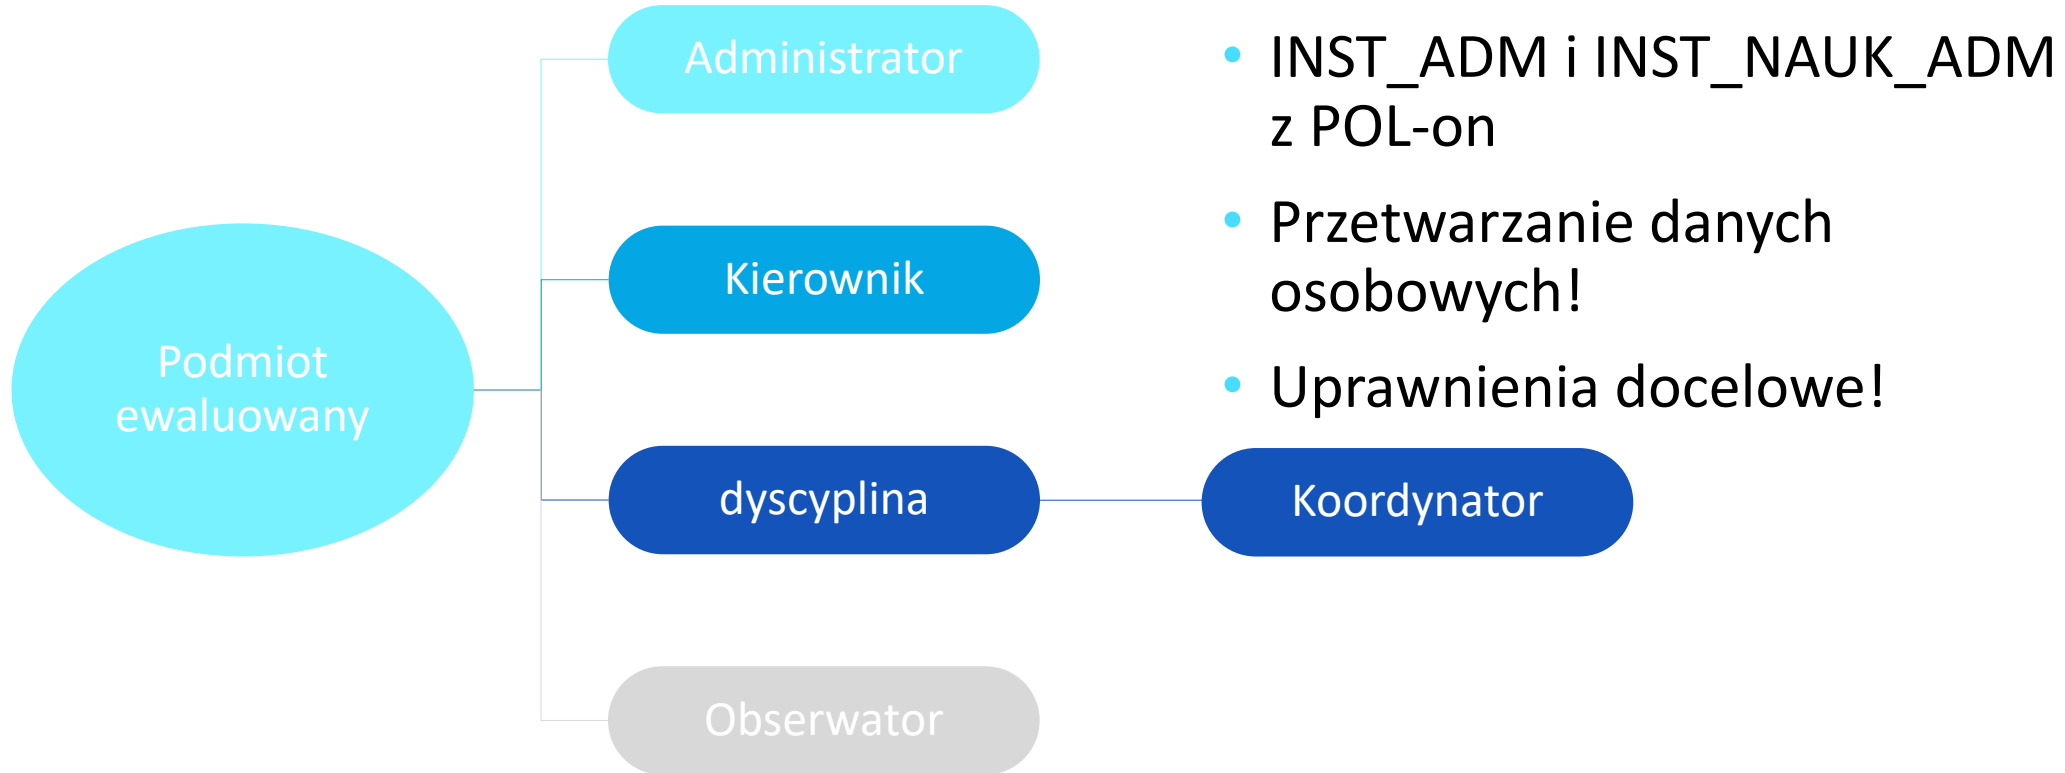 Administrator
Kierownik
Podmiot
ewaluowany
dyscyplina
Koordynator
Obserwator
• INST_ADM i INST_NAUK_ADM
z POL-on
• Przetwarzanie danych
osobowych!
• Uprawnienia docelowe!